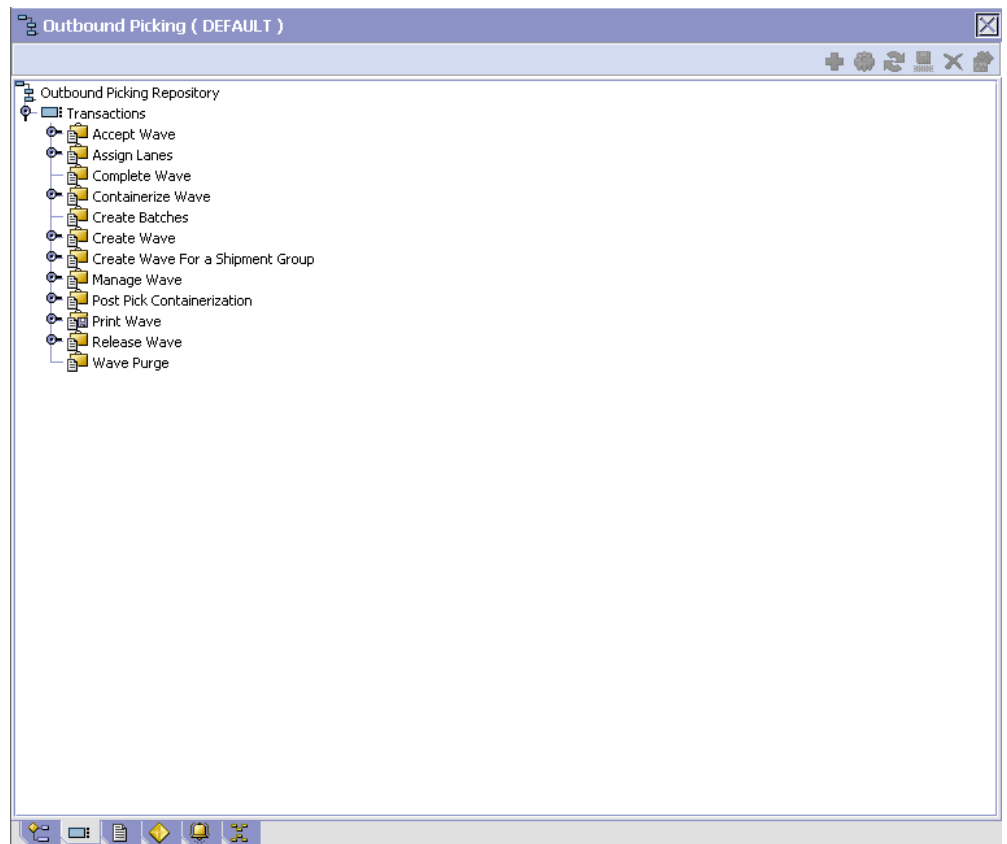 Outbound Picking ( DEFAULT )
Outbound Picking Repository
Transactions
Accept Wave
Assign Lanes
Complete Wave
Containerize Wave
Create Batches
Create Wave
Create Wave For a Shipment Group
Manage Wave
Post Pick Containerization
Print Wave
Release Wave
Wave Purge